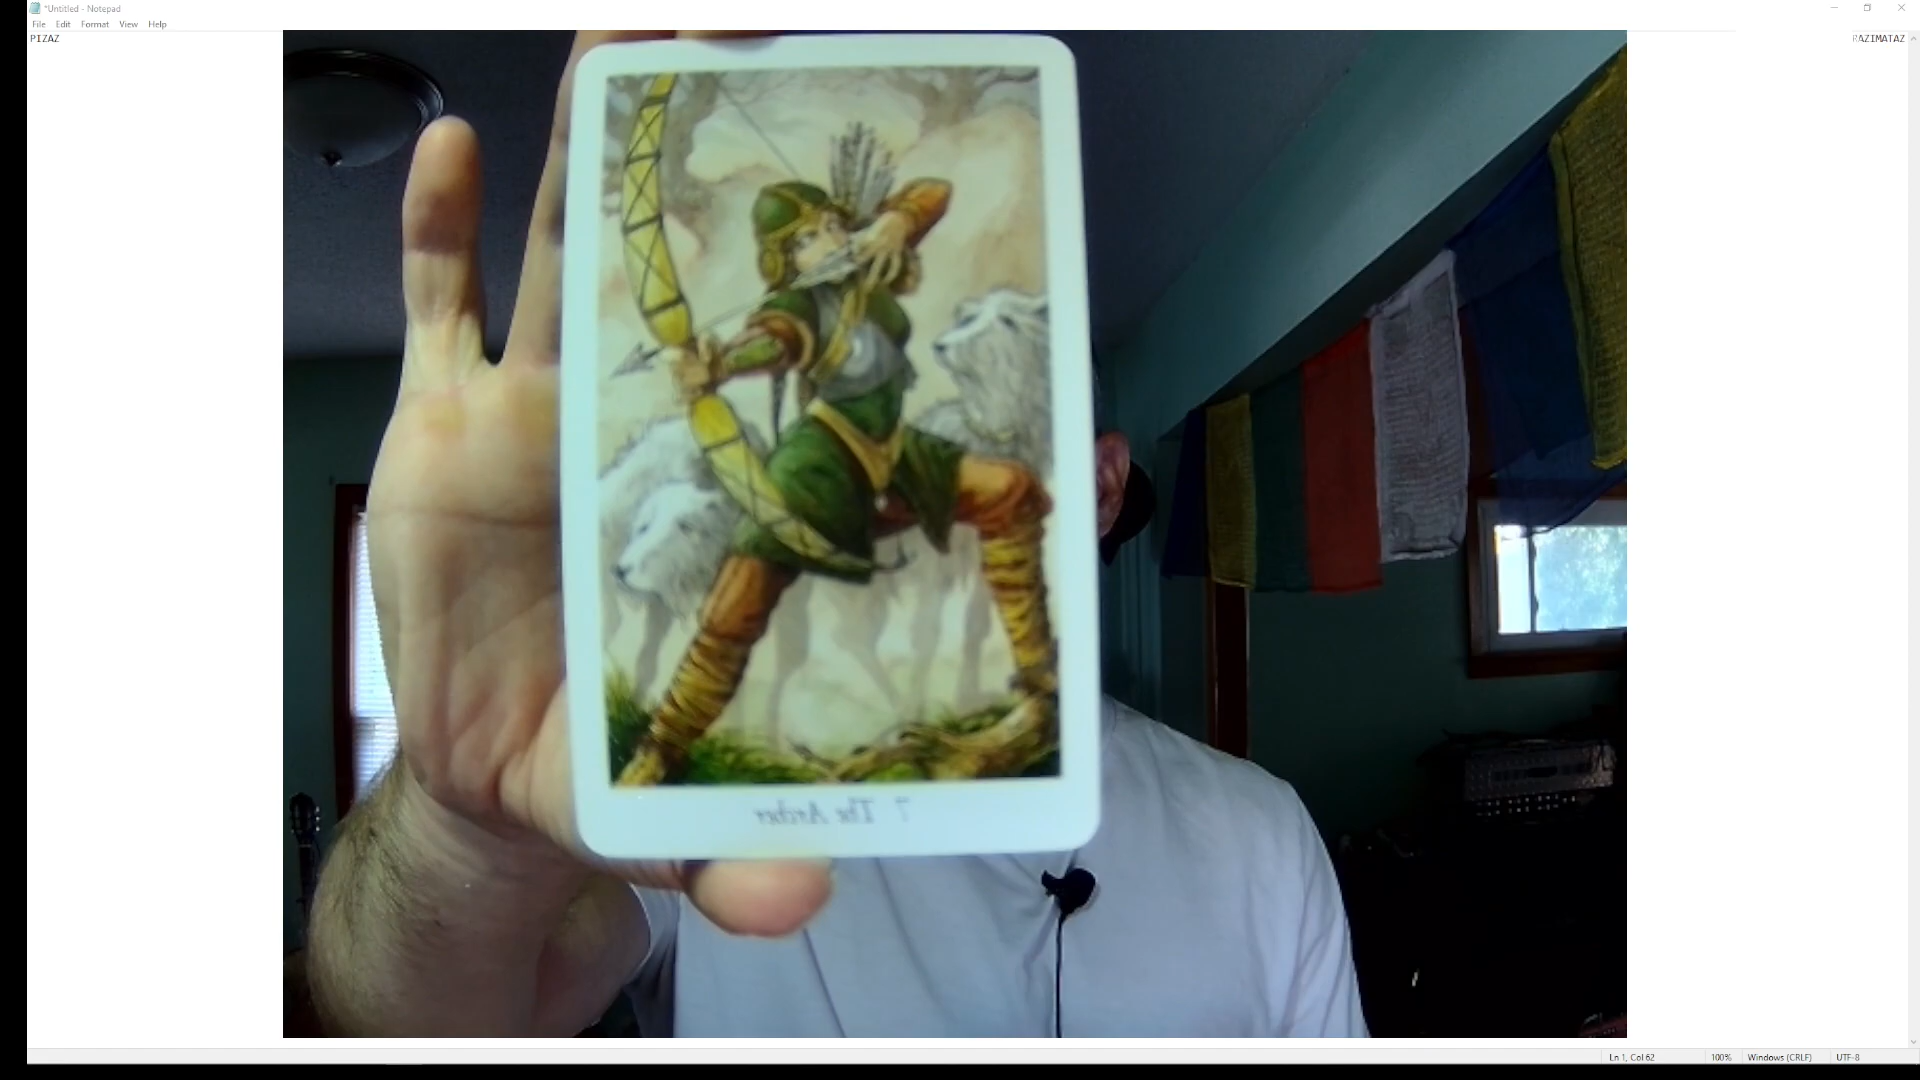 *Untitled - Notepad
File Edit Format View Help
PIZAZ RAZIMATAZ
7 The Archer
Ln 1, Col 62 100% Windows (CRLF) UTF-8